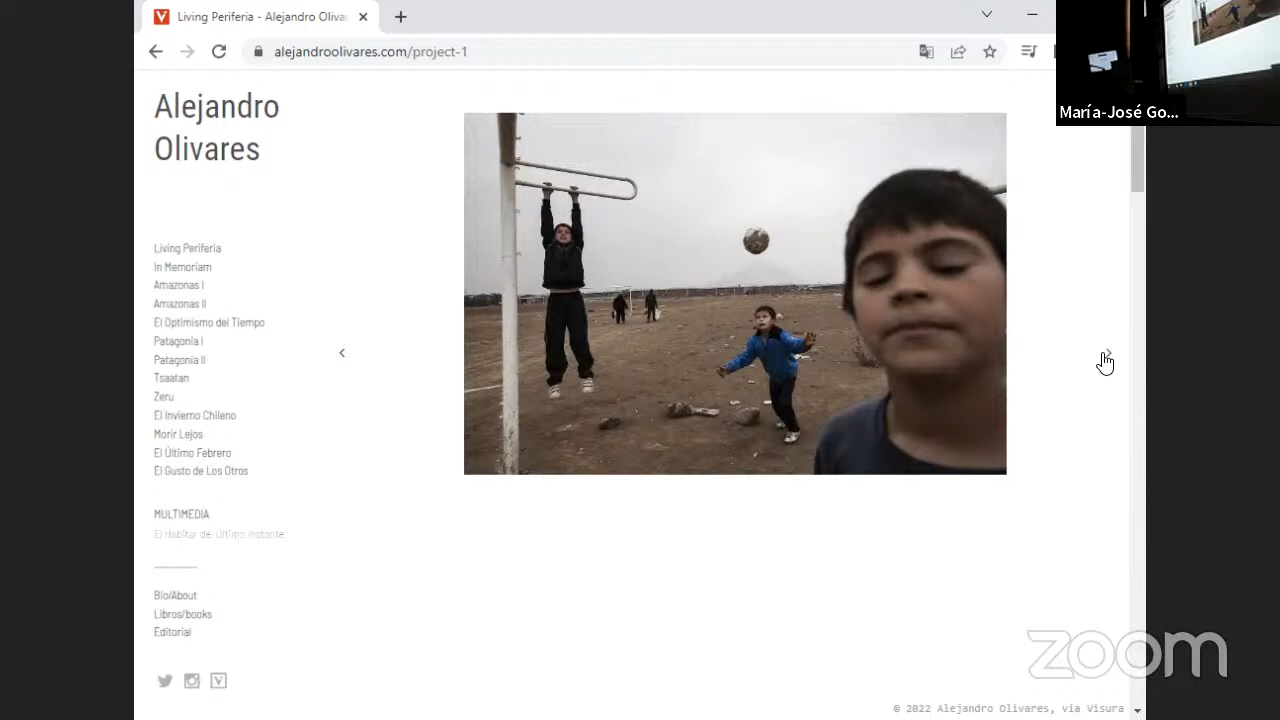 Living Periferia - Alejandro Oliva
alejandroolivares.com/project-1
María-José Go...
Alejandro
Olivares
Living Periferia
In Memoriam
Amazonas I
Amazonas II
El Optimismo del Tiempo
Patagonia I
Patagonia II
Tsaatan
Zeru
El Invierno Chileno
Morir Lejos
El Último Febrero
El Gusto de Los Otros
MULTIMEDIA
El Habitar del Último Instante
Bio/About
Libros/books
Editorial
zoom
© 2022 Alejandro Olivares, via Visura